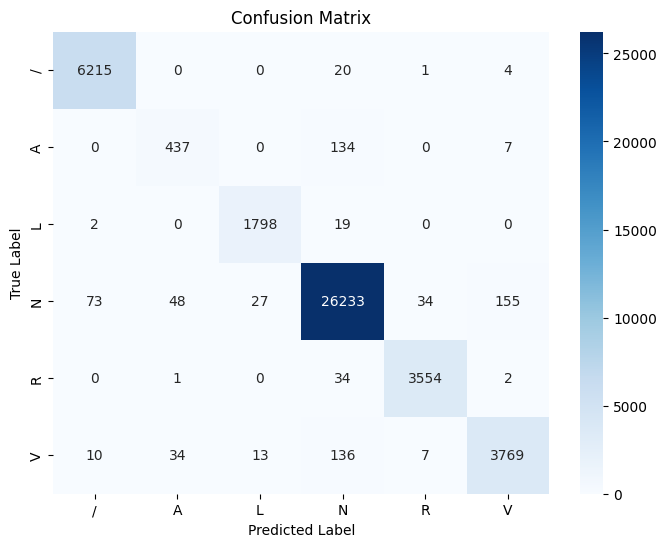 Confusion Matrix
/ 6215 0 0 20 1 4
A 0 437 0 134 0 7
L 2 0 1798 19 0 0
N 73 48 27 26233 34 155
R 0 1 0 34 3554 2
V 10 34 13 136 7 3769
/ A L N R V
Predicted Label
True Label
25000
20000
15000
10000
5000
0